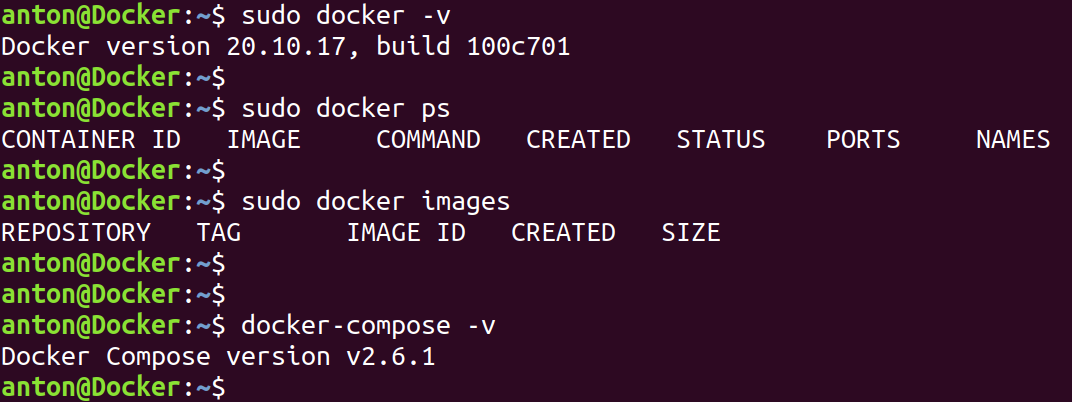 anton@Docker:~$ sudo docker -v
Docker version 20.10.17, build 100c701
anton@Docker:~$
anton@Docker:~$ sudo docker ps
CONTAINER ID   IMAGE     COMMAND   CREATED   STATUS    PORTS     NAMES
anton@Docker:~$
anton@Docker:~$ sudo docker images
REPOSITORY   TAG       IMAGE ID   CREATED   SIZE
anton@Docker:~$
anton@Docker:~$
anton@Docker:~$ docker-compose -v
Docker Compose version v2.6.1
anton@Docker:~$